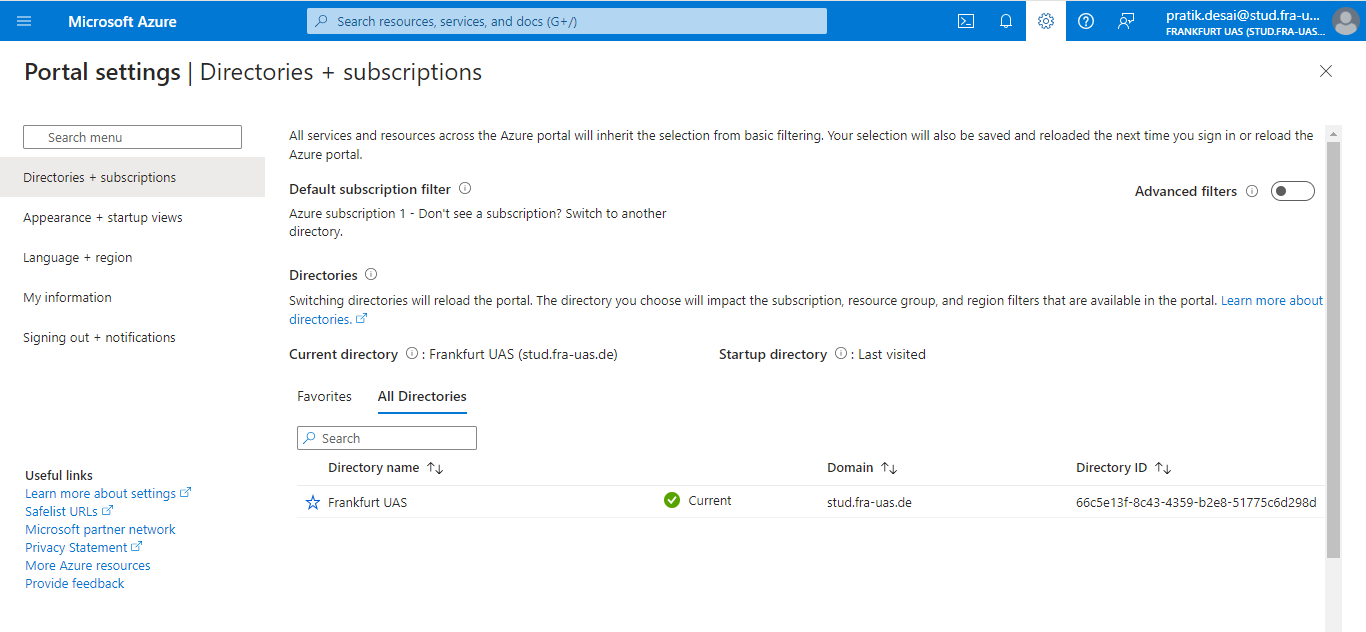 Microsoft Azure
Search resources, services, and docs (G+/)
pratik.desai@stud.fra-u...
FRANKFURT UAS (STUD.FRA-UAS....
Portal settings | Directories + subscriptions
Search menu
Directories + subscriptions
Appearance + startup views
Language + region
My information
Signing out + notifications
Useful links
Learn more about settings
Safelist URLs
Microsoft partner network
Privacy Statement
More Azure resources
Provide feedback
All services and resources across the Azure portal will inherit the selection from basic filtering. Your selection will also be saved and reloaded the next time you sign in or reload the
Azure portal.
Default subscription filter
Advanced filters
Azure subscription 1 - Don't see a subscription? Switch to another
directory.
Directories
Switching directories will reload the portal. The directory you choose will impact the subscription, resource group, and region filters that are available in the portal. Learn more about
directories.
Current directory : Frankfurt UAS (stud.fra-uas.de)
Startup directory : Last visited
Favorites
All Directories
Search
Directory name
Domain
Directory ID
Frankfurt UAS
Current
stud.fra-uas.de
66c5e13f-8c43-4359-b2e8-51775c6d298d